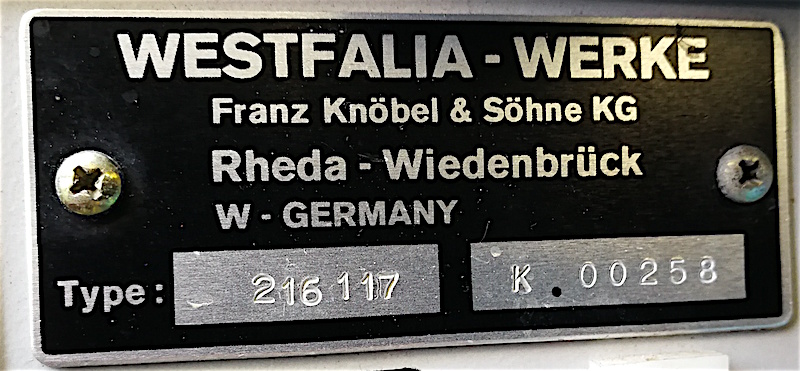 WESTFALIA - WERKE
Franz Knöbel & Söhne KG
Rheda - Wiedenbrück
W - GERMANY
Type: 216 117 K. 00258